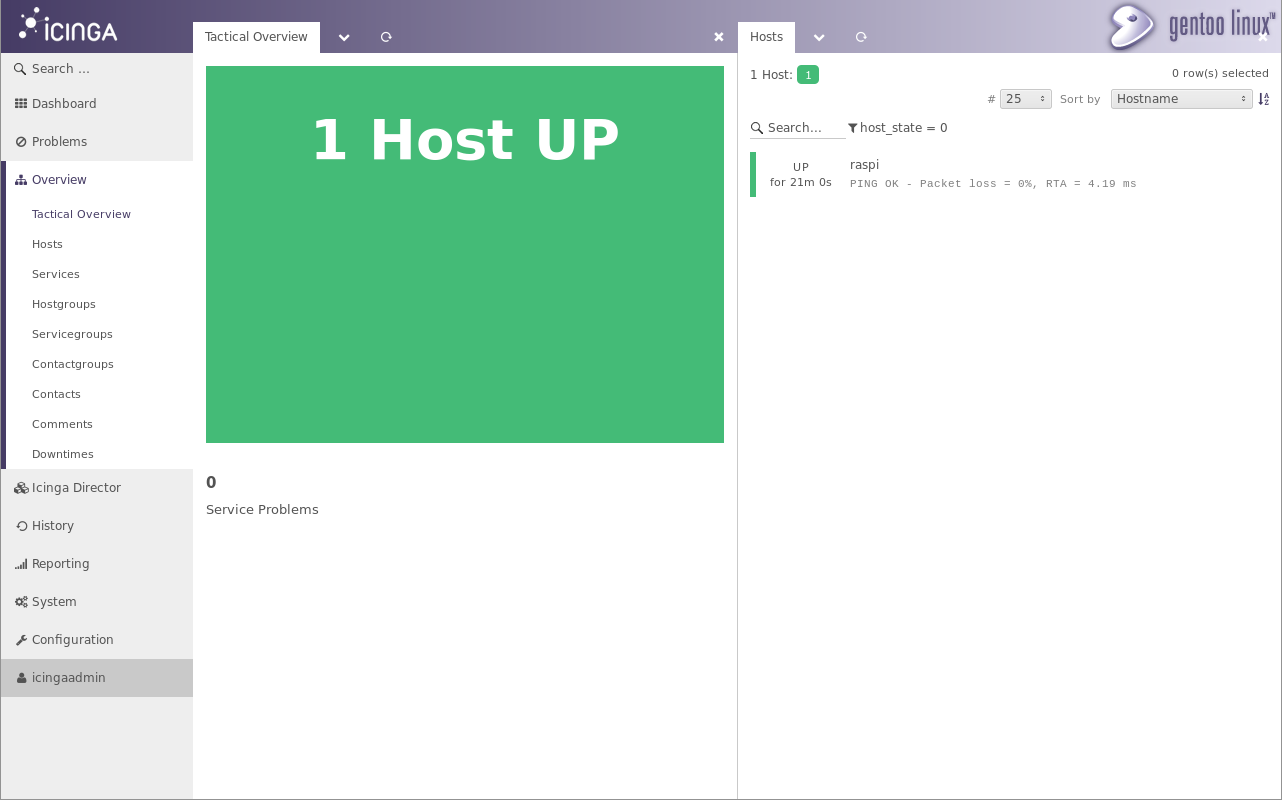 ICINGA
Search ...
Dashboard
Problems
Overview
Tactical Overview
Hosts
Services
Hostgroups
Servicegroups
Contactgroups
Contacts
Comments
Downtimes
Icinga Director
History
Reporting
System
Configuration
icingaadmin
Tactical Overview
1 Host UP
0
Service Problems
Hosts
gentoo linux™
1 Host: 1
0 row(s) selected
# 25 Sort by Hostname
Search...
host_state = 0
UP
for 21m 0s
raspi
PING OK - Packet loss = 0%, RTA = 4.19 ms